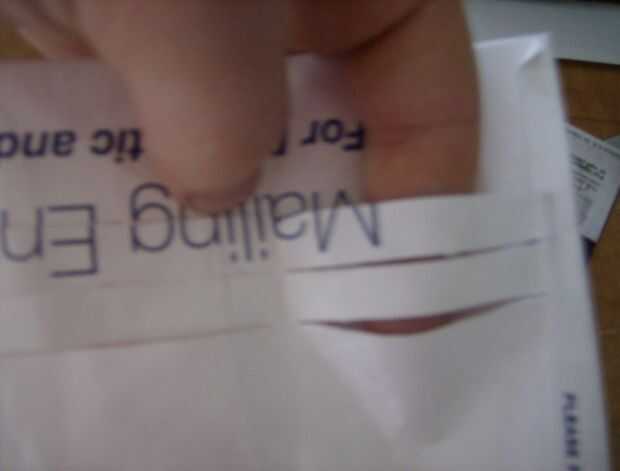 Mailing En
For tic and
PLEASE